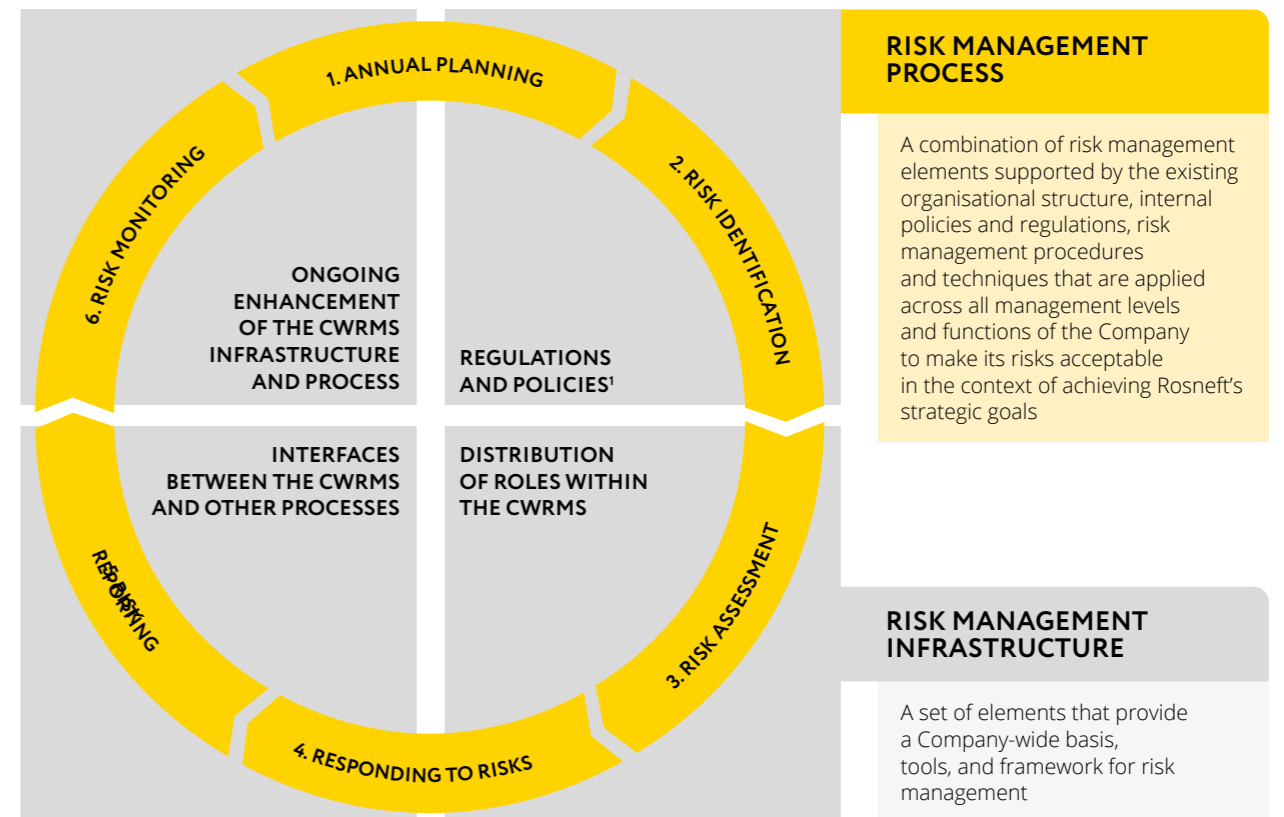 1. ANNUAL PLANNING
2. RISK IDENTIFICATION
3. RISK ASSESSMENT
4. RESPONDING TO RISKS
5. RISK
REPORTING
6. RISK MONITORING
ONGOING
ENHANCEMENT
OF THE CWRMS
INFRASTRUCTURE
AND PROCESS
REGULATIONS
AND POLICIES¹
INTERFACES
BETWEEN THE CWRMS
AND OTHER PROCESSES
DISTRIBUTION
OF ROLES WITHIN
THE CWRMS
RISK MANAGEMENT
PROCESS
A combination of risk management
elements supported by the existing
organisational structure, internal
policies and regulations, risk
management procedures
and techniques that are applied
across all management levels
and functions of the Company
to make its risks acceptable
in the context of achieving Rosneft’s
strategic goals
RISK MANAGEMENT
INFRASTRUCTURE
A set of elements that provide
a Company-wide basis,
tools, and framework for risk
management